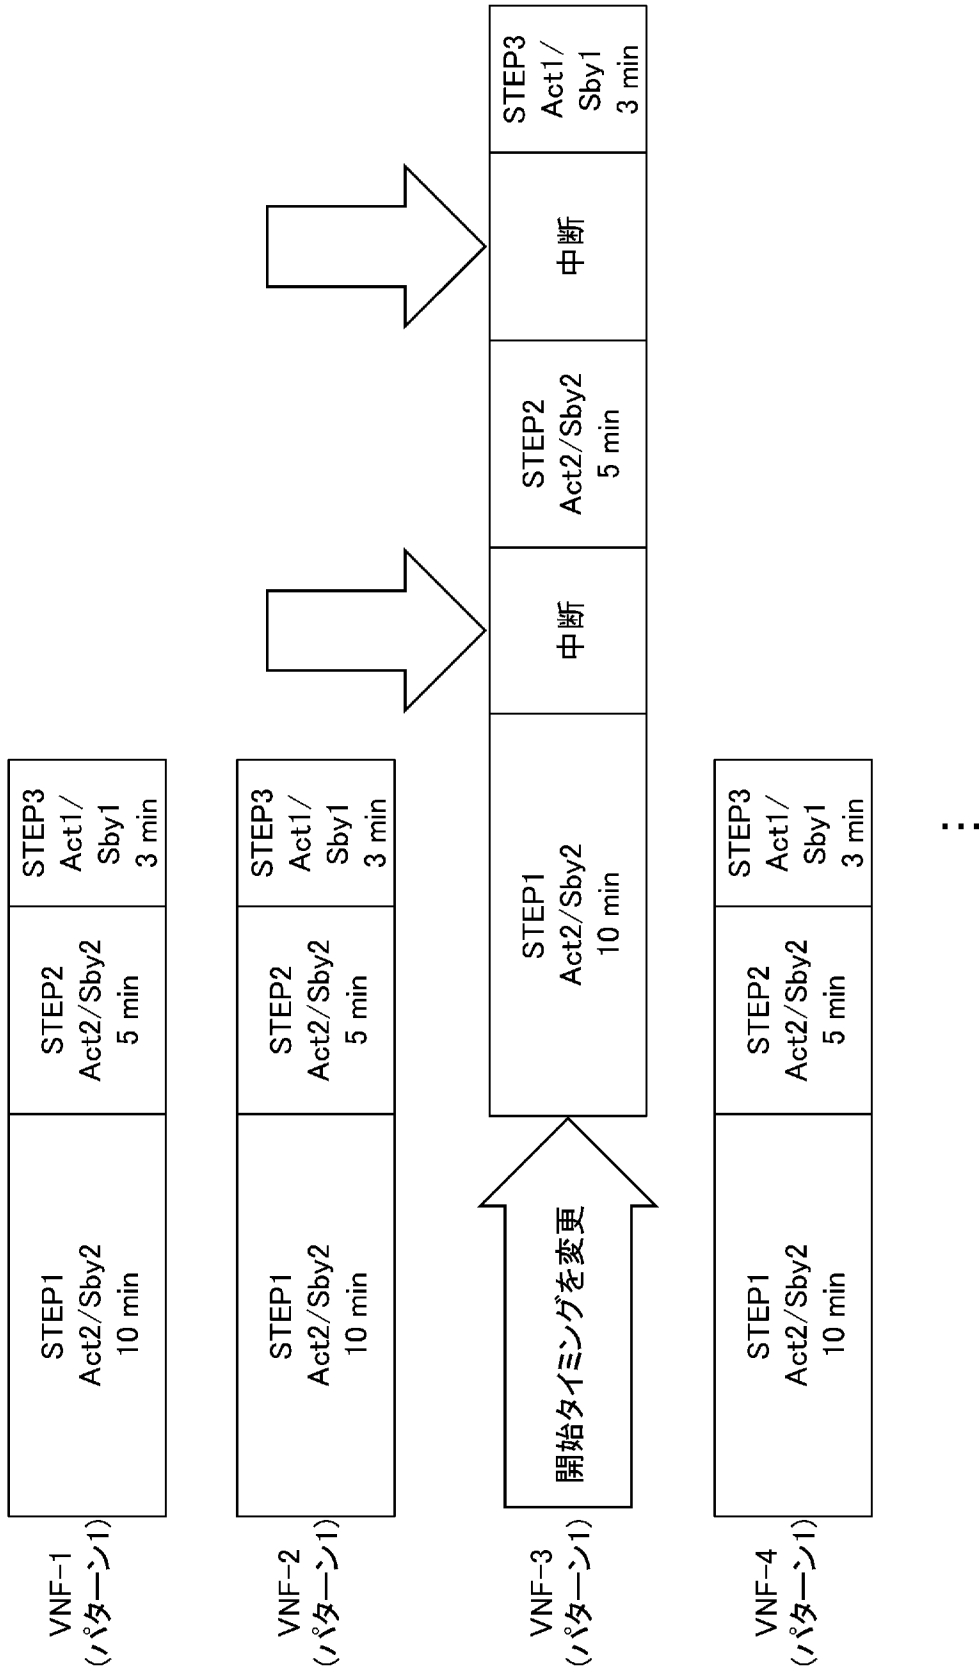 VNF-1
(パターン1)
STEP1
Act2/Sby2
10 min
STEP2
Act2/Sby2
5 min
STEP3
Act1/
Sby1
3 min
VNF-2
(パターン1)
STEP1
Act2/Sby2
10 min
STEP2
Act2/Sby2
5 min
STEP3
Act1/
Sby1
3 min
VNF-3
(パターン1)
開始タイミングを変更
STEP1
Act2/Sby2
10 min
中断
STEP2
Act2/Sby2
5 min
中断
STEP3
Act1/
Sby1
3 min
VNF-4
(パターン1)
STEP1
Act2/Sby2
10 min
STEP2
Act2/Sby2
5 min
STEP3
Act1/
Sby1
3 min
⋮